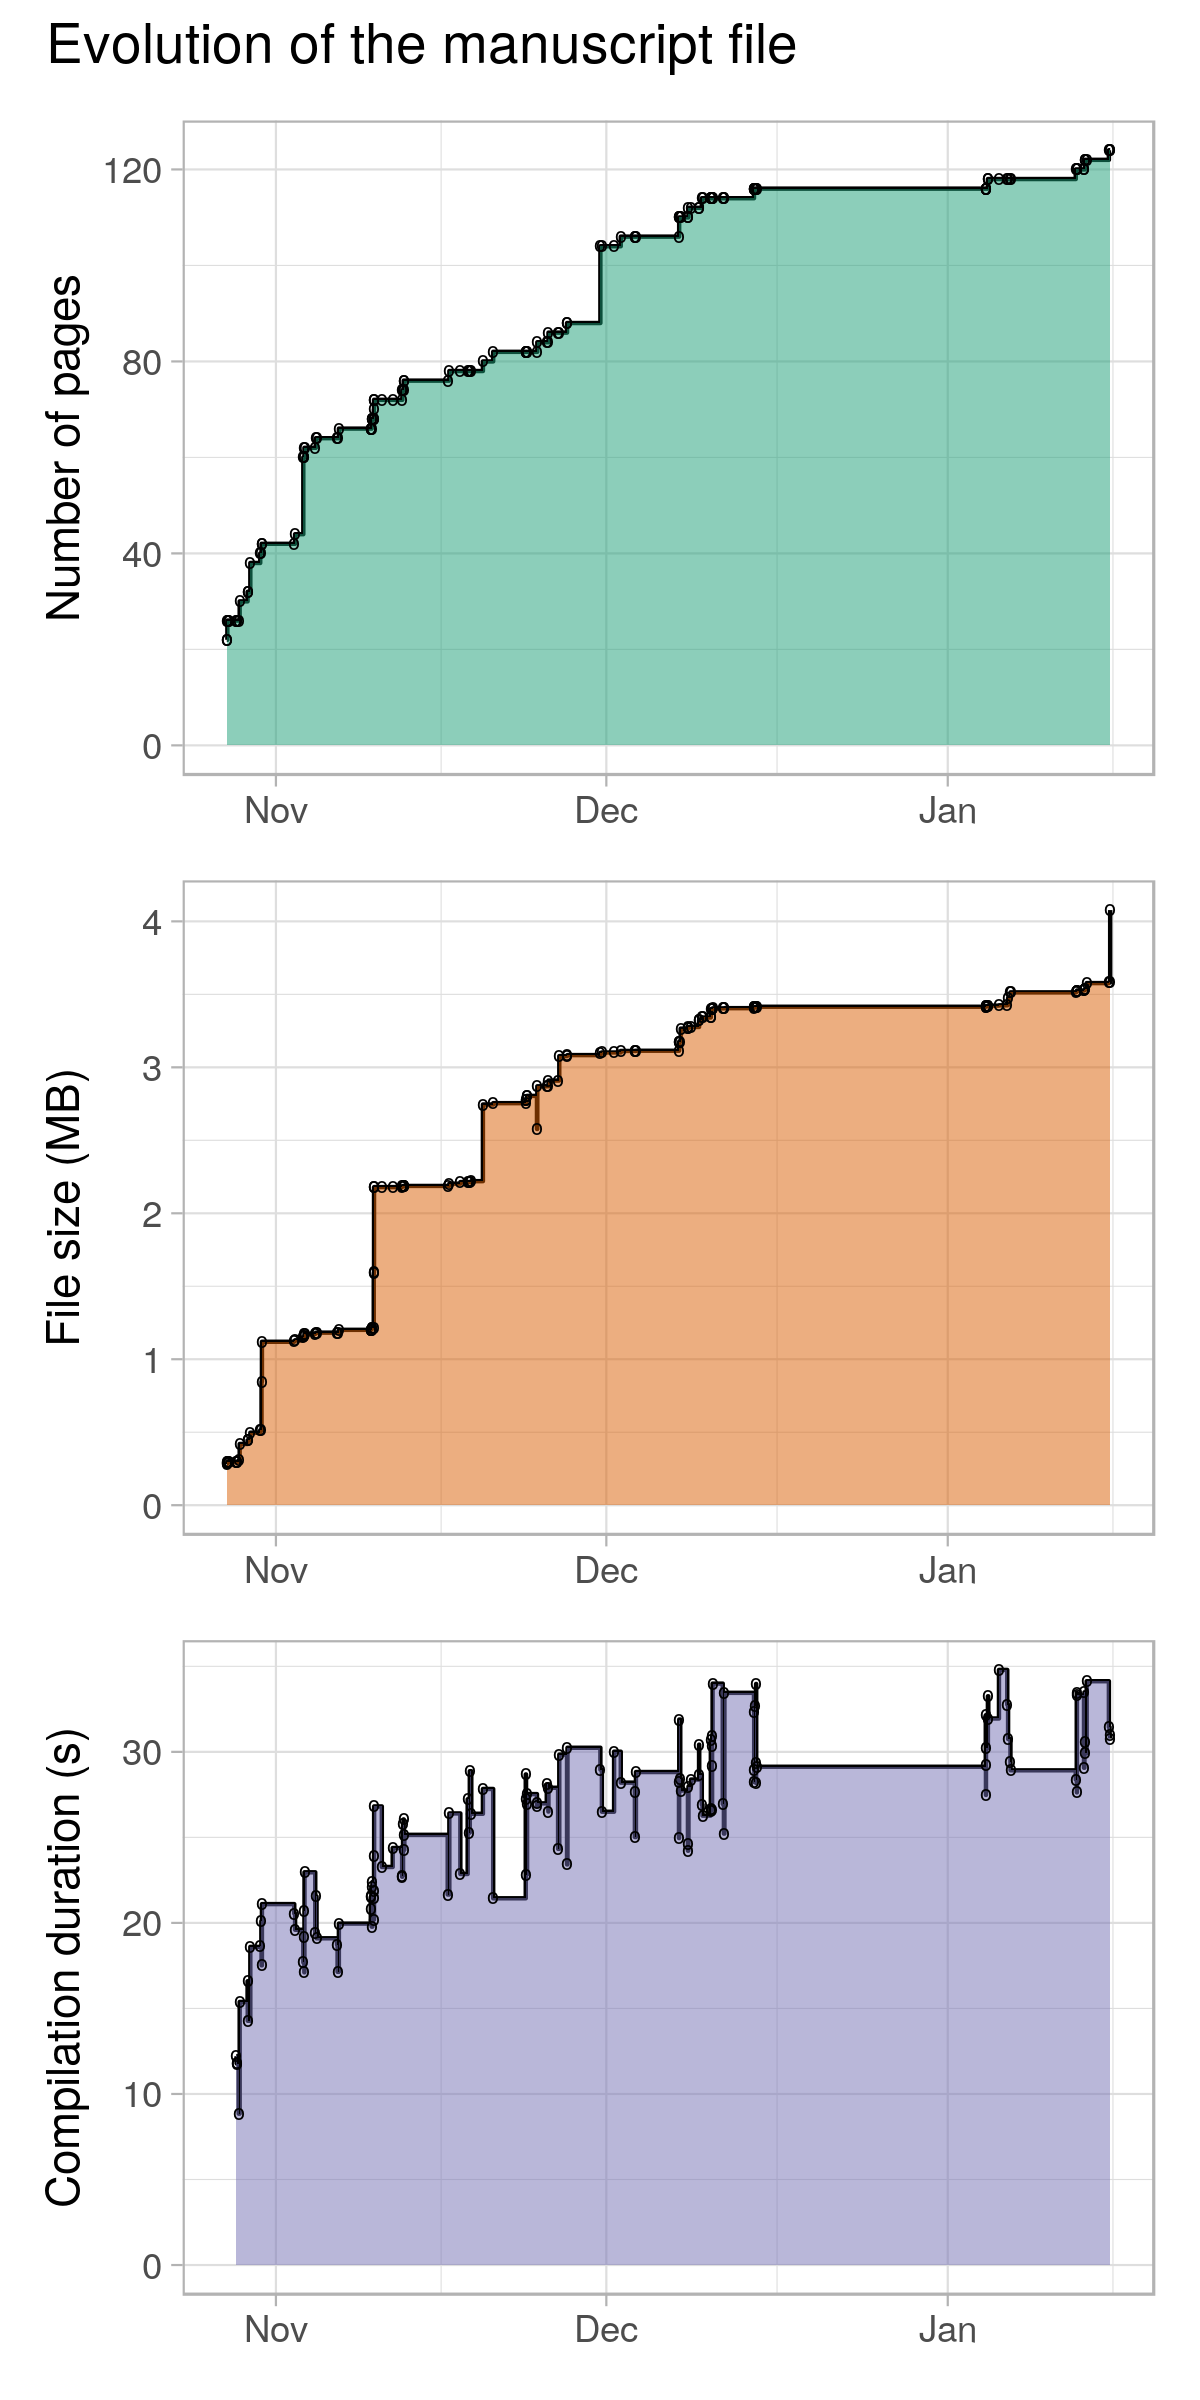 Evolution of the manuscript file
Number of pages
120
80
40
0
Nov Dec Jan
File size (MB)
4
3
2
1
0
Nov Dec Jan
Compilation duration (s)
30
20
10
0
Nov Dec Jan